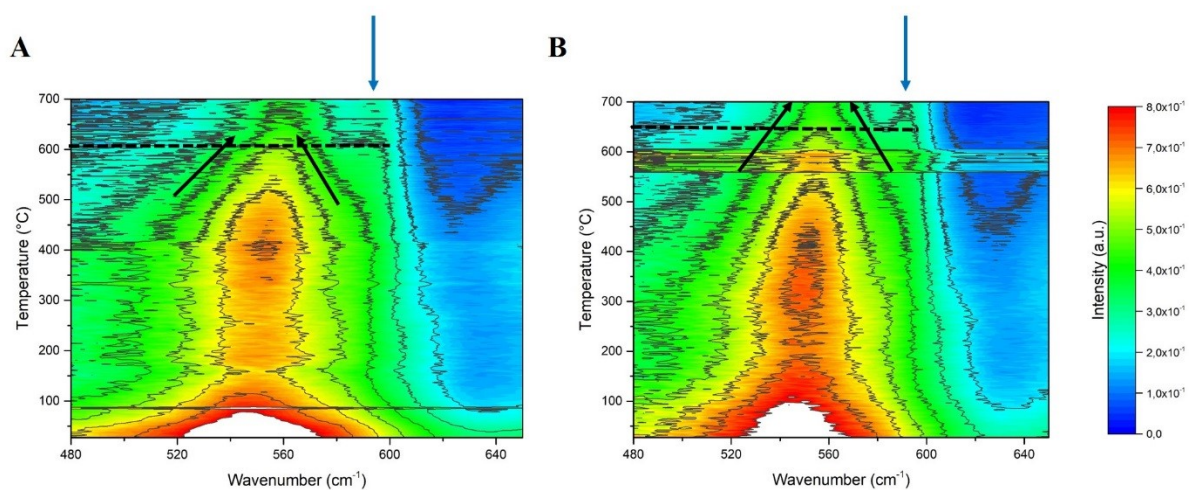 A
B
700
600
500
400
300
200
100
Temperature (°C)
480
520
560
600
640
Wavenumber (cm⁻¹)
700
600
500
400
300
200
100
Temperature (°C)
480
520
560
600
640
Wavenumber (cm⁻¹)
8,0x10⁻¹
7,0x10⁻¹
6,0x10⁻¹
5,0x10⁻¹
4,0x10⁻¹
3,0x10⁻¹
2,0x10⁻¹
1,0x10⁻¹
0,0
Intensity (a.u.)